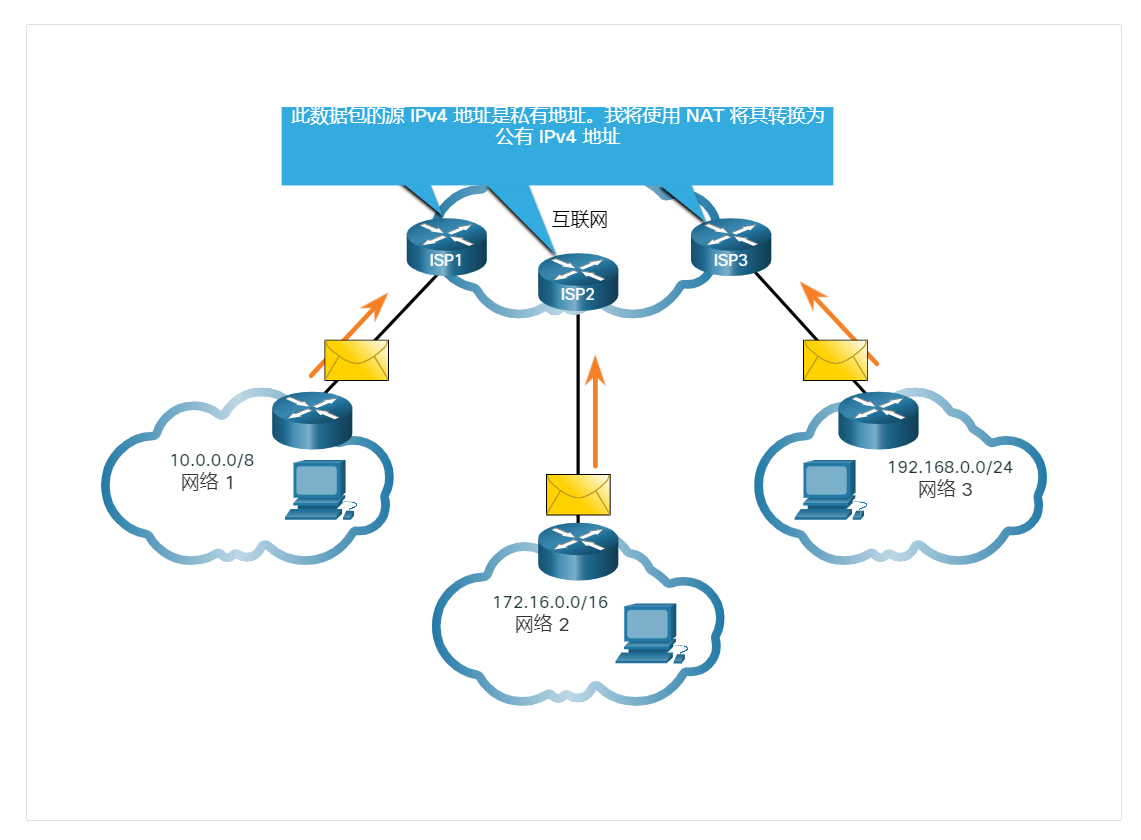 此数据包的源 IPv4 地址是私有地址。我将使用 NAT 将其转换为
公有 IPv4 地址
互联网
ISP1
ISP2
ISP3
10.0.0.0/8
网络 1
192.168.0.0/24
网络 3
172.16.0.0/16
网络 2